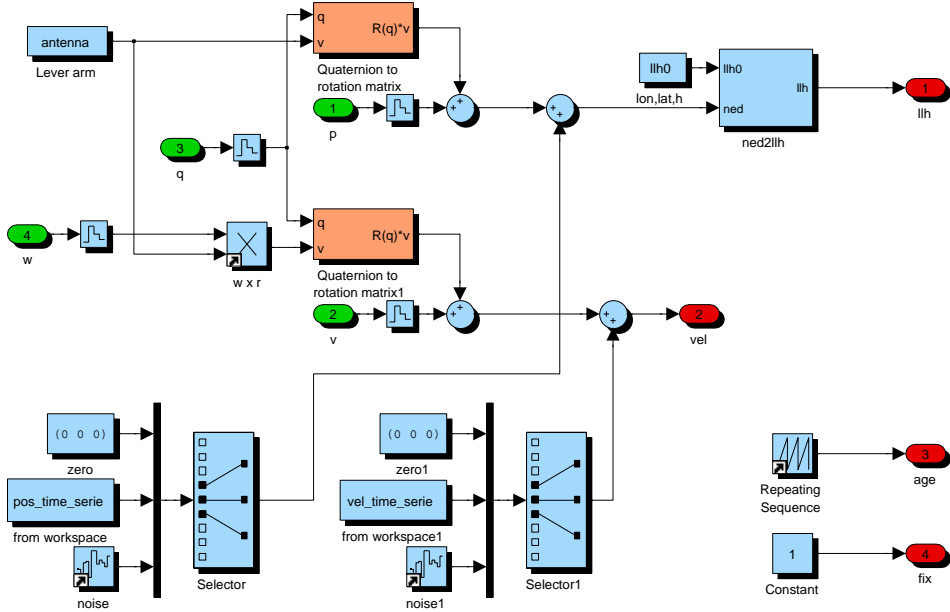 antenna
Lever arm
q
v
R(q)*v
Quaternion to
rotation matrix
1
p
+
+
+
+
llh0
lon,lat,h
llh0
ned
llh
ned2llh
1
llh
3
q
4
w
w x r
q
v
R(q)*v
Quaternion to
rotation matrix1
2
v
+
+
+
+
2
vel
(0 0 0)
zero
pos_time_serie
from workspace
noise
Selector
(0 0 0)
zero1
vel_time_serie
from workspace1
noise1
Selector1
Repeating
Sequence
3
age
1
Constant
4
fix